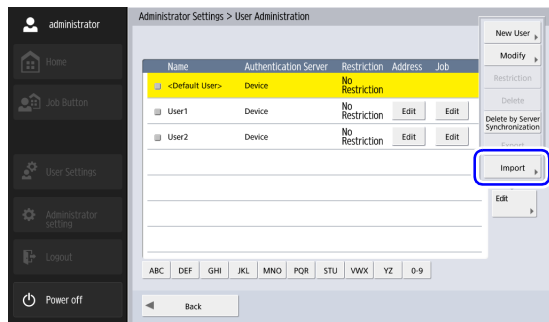 administrator
Home
Job Button
User Settings
Administrator
setting
Logout
Power off
Administrator Settings > User Administration
Name Authentication Server Restriction Address Job
<Default User> Device No
Restriction
User1 Device No
Restriction Edit Edit
User2 Device No
Restriction Edit Edit
ABC DEF GHI JKL MNO PQR STU VWX YZ 0-9
Back
New User
Modify
Restriction
Delete
Delete by Server
Synchronization
Export
Import
Edit